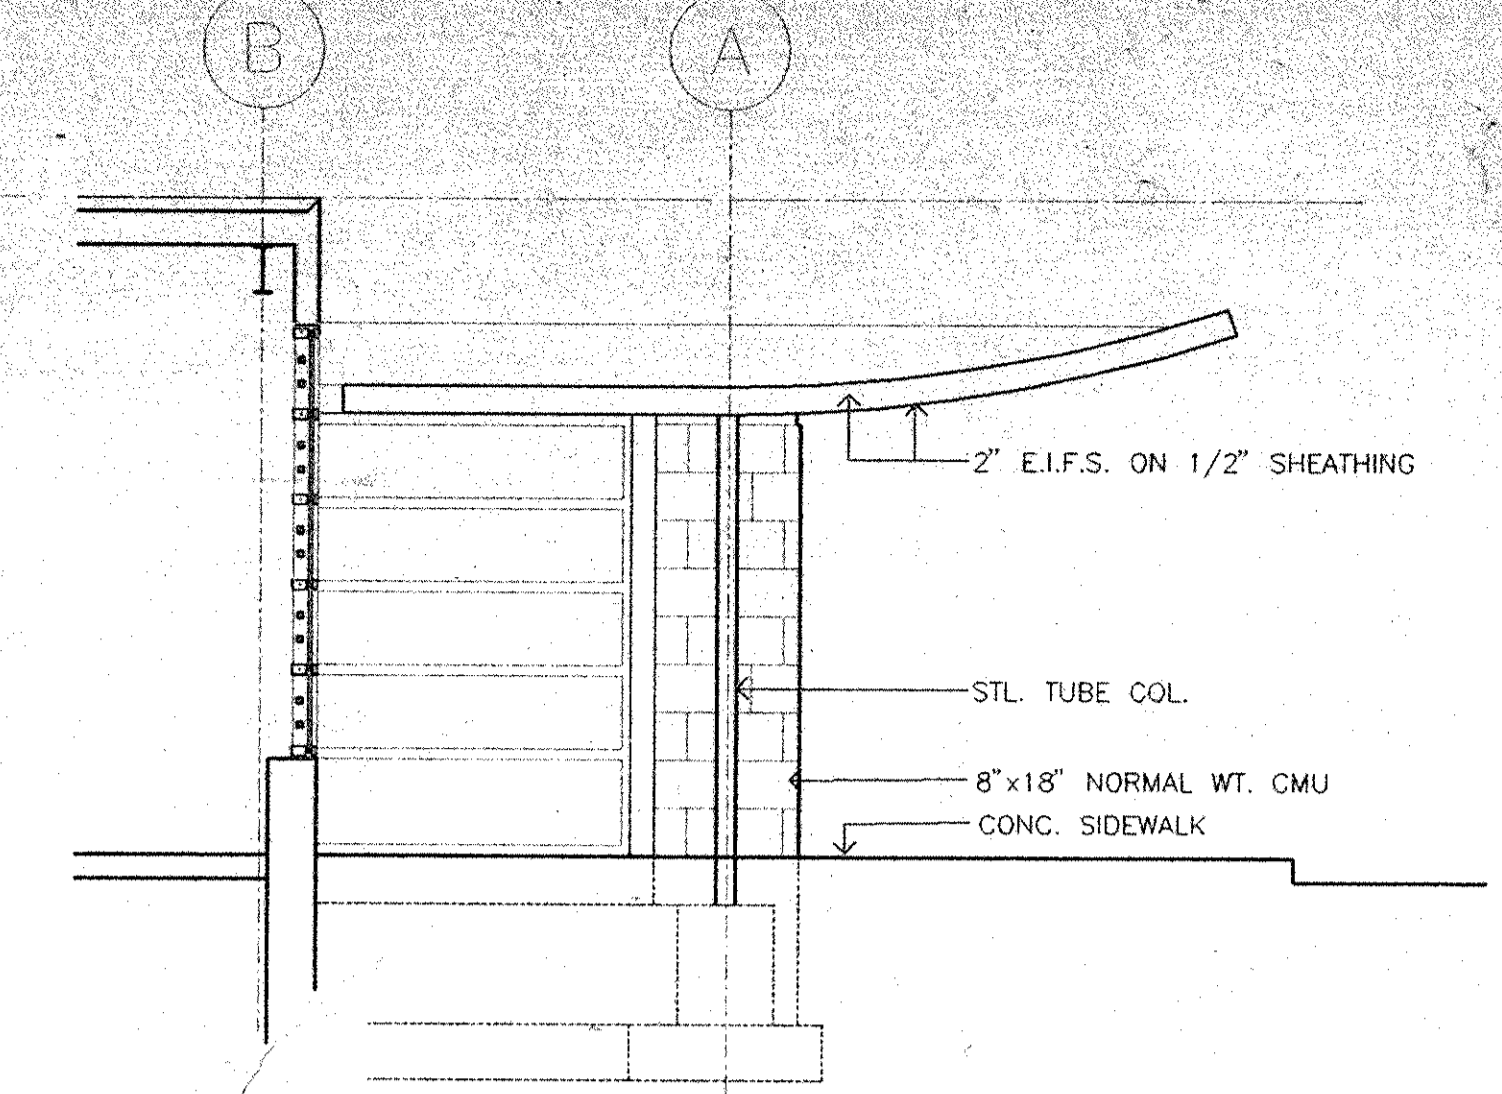 B
A
2" E.I.F.S. ON 1/2" SHEATHING
STL. TUBE COL.
8"x18" NORMAL WT. CMU
CONC. SIDEWALK